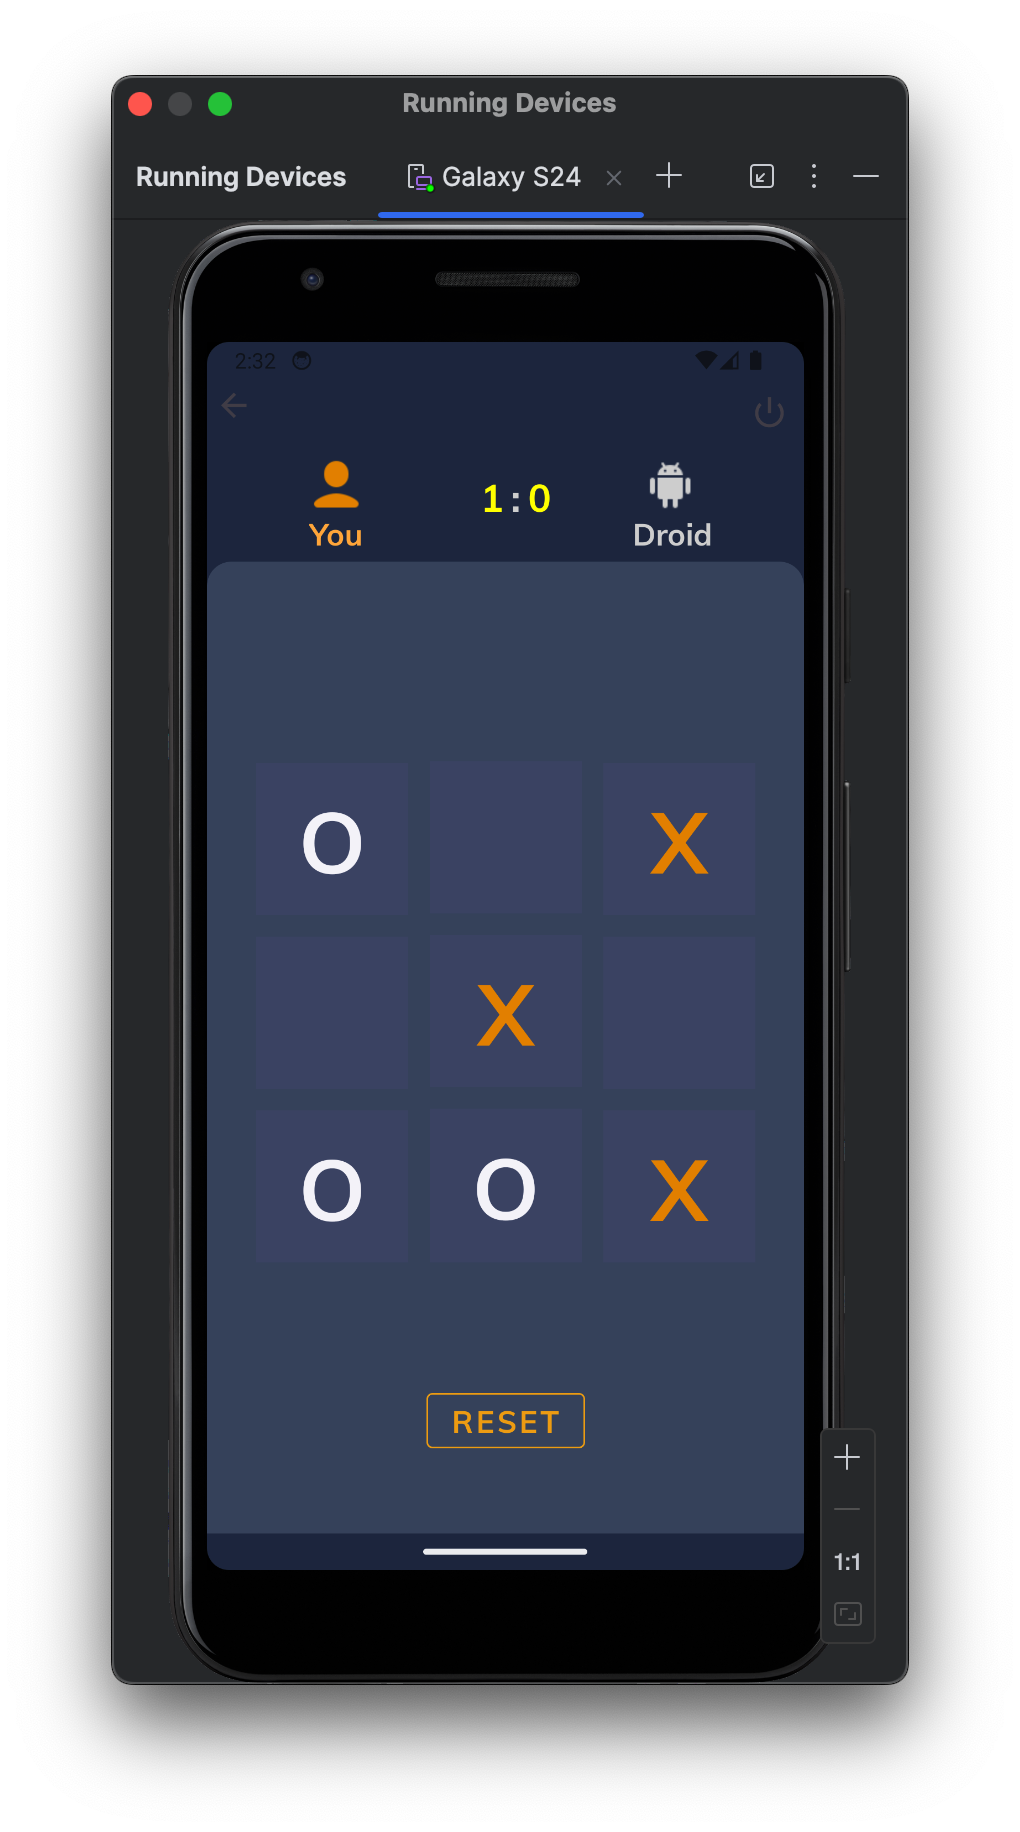 Running Devices
Running Devices Galaxy S24
2:32
1:0
You Droid
O X
X
O O X
RESET
1:1